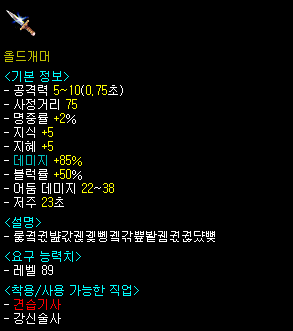 올드개머
<기본 정보>
- 공격력 5~10(0.75초)
- 사정거리 75
- 명중률 +2%
- 지식 +5
- 지혜 +5
- 데미지 +85%
- 블럭률 +50%
- 어둠 데미지 22~38
- 저주 23초
<설명>
-
<요구 능력치>
- 레벨 89
<착용/사용 가능한 직업>
- 견습기사
- 강신술사